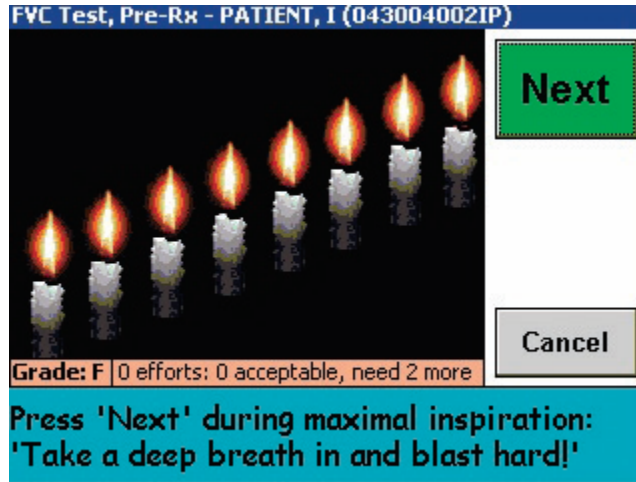 FVC Test, Pre-Rx - PATIENT, I (043004002IP)
Next
Cancel
Grade: F 0 efforts: 0 acceptable, need 2 more
Press 'Next' during maximal inspiration:
'Take a deep breath in and blast hard!'